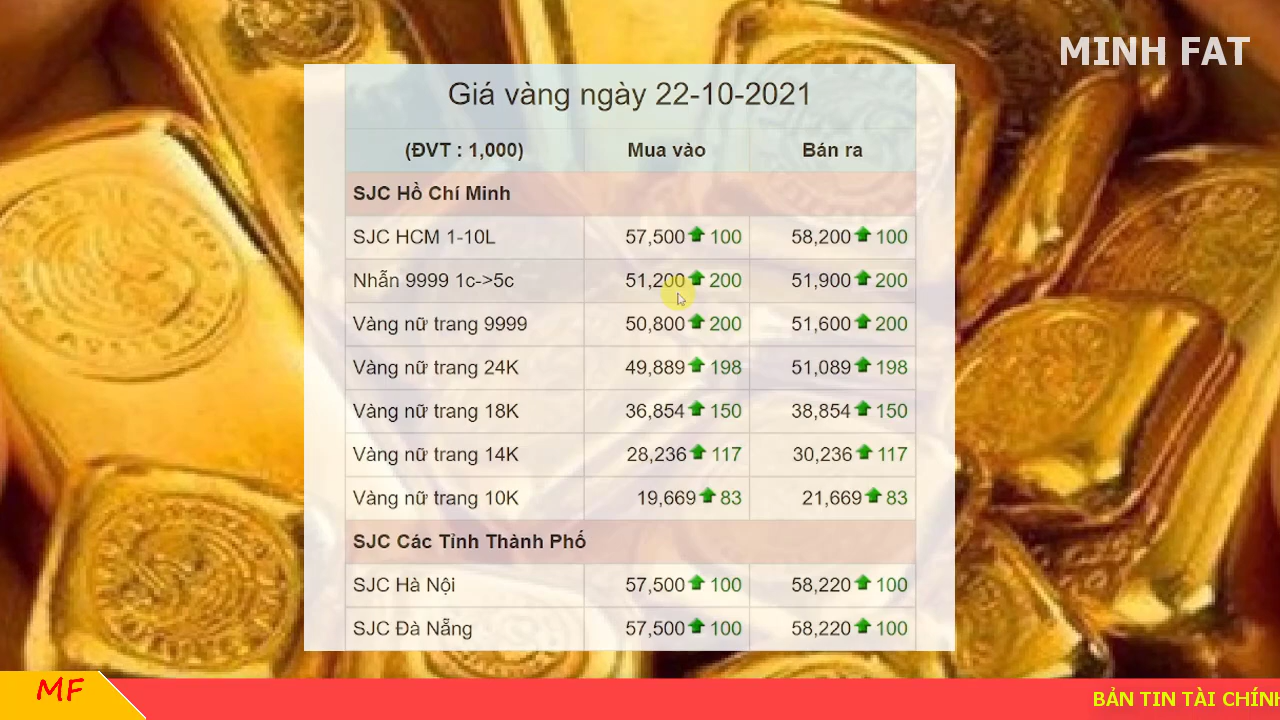 MINH FAT
Giá vàng ngày 22-10-2021
(ĐVT : 1,000) Mua vào Bán ra
SJC Hồ Chí Minh
SJC HCM 1-10L 57,500 100 58,200 100
Nhẫn 9999 1c->5c 51,200 200 51,900 200
Vàng nữ trang 9999 50,800 200 51,600 200
Vàng nữ trang 24K 49,889 198 51,089 198
Vàng nữ trang 18K 36,854 150 38,854 150
Vàng nữ trang 14K 28,236 117 30,236 117
Vàng nữ trang 10K 19,669 83 21,669 83
SJC Các Tỉnh Thành Phố
SJC Hà Nội 57,500 100 58,220 100
SJC Đà Nẵng 57,500 100 58,220 100
MF
BẢN TIN TÀI CHÍNH